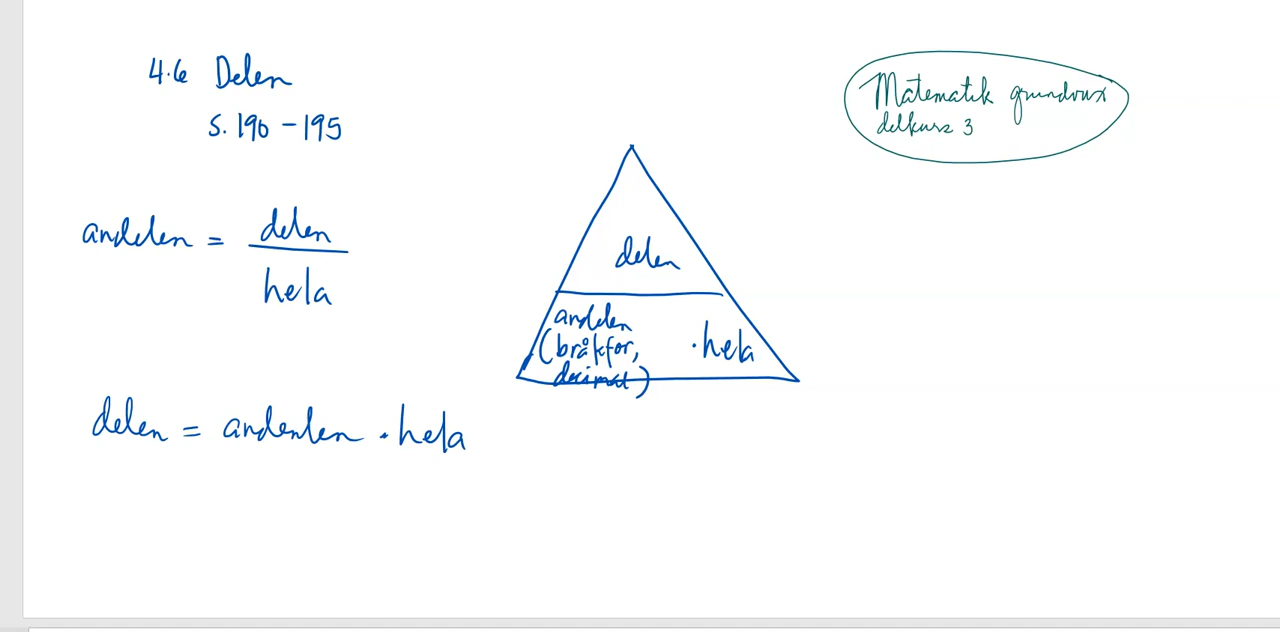 4.6 Delen
s. 190 - 195
Matematik grundvux
delkurs 3
andelen = delen
hela
delen
andelen
(bråkfor,
decimal)
· hela
delen = andenlen · hela